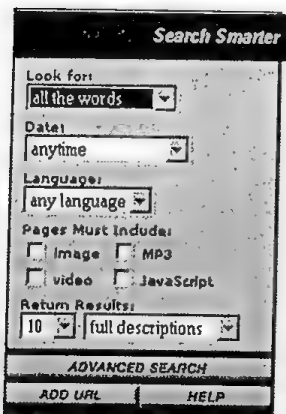 Search Smarter
Look for:
all the words
Date:
anytime
Language:
any language
Pages Must Include:
Image MP3
video JavaScript
Return Results:
10 full descriptions
ADVANCED SEARCH
ADD URL HELP